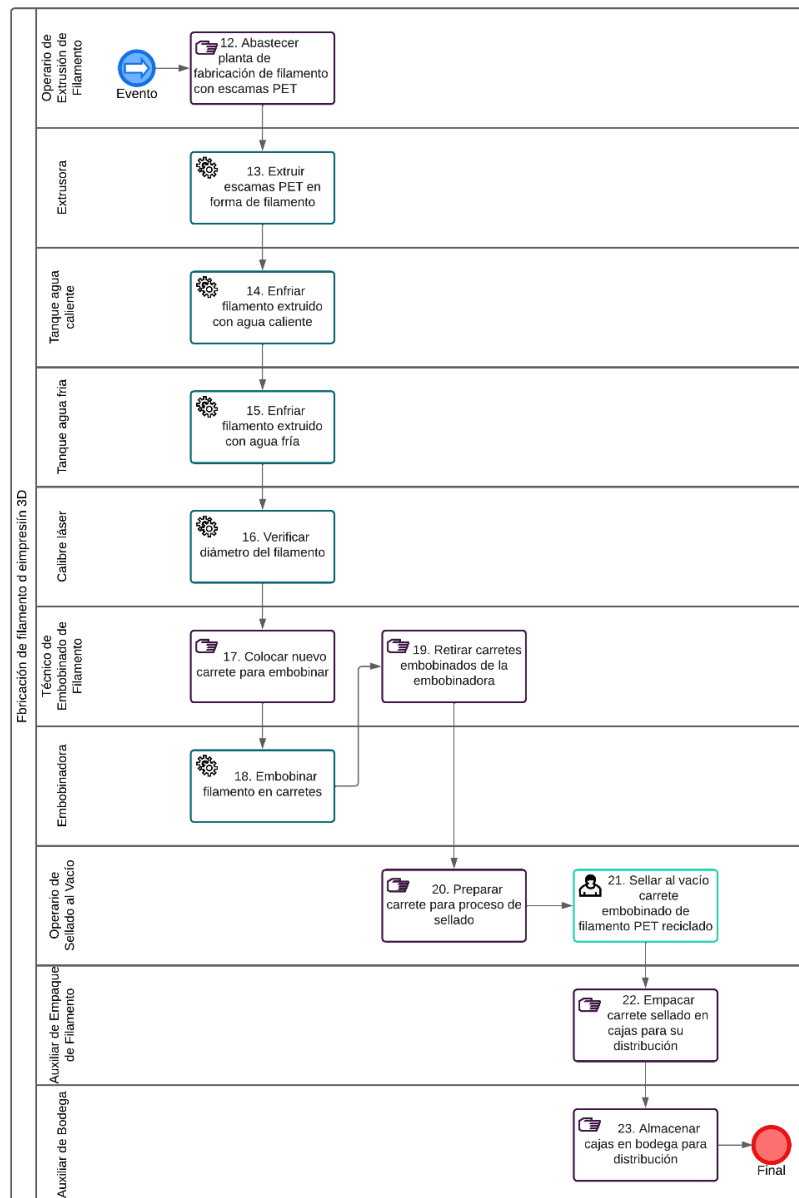 Fbricación de filamento d eimpresiín 3D
Operario de
Extrusión de
Filamento
Evento
12. Abastecer
planta de
fabricación de filamento
con escamas PET
Extrusora
13. Extruir
escamas PET en
forma de filamento
Tanque agua
caliente
14. Enfriar
filamento extruido
con agua caliente
Tanque agua fria
15. Enfriar
filamento extruido
con agua fría
Calibre láser
16. Verificar
diámetro del filamento
Técnico de
Embobinado de
Filamento
17. Colocar nuevo
carrete para embobinar
19. Retirar carretes
embobinados de la
embobinadora
Embobinadora
18. Embobinar
filamento en carretes
Operario de
Sellado al Vacío
20. Preparar
carrete para proceso de
sellado
21. Sellar al vacío
carrete
embobinado de
filamento PET reciclado
Auxiliar de Empaque
de Filamento
22. Empacar
carrete sellado en
cajas para su
distribución
Auxiliar de Bodega
23. Almacenar
cajas en bodega para
distribución
Final